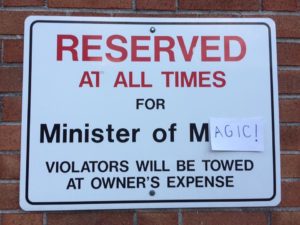 RESERVED
AT ALL TIMES
FOR
Minister of MAGIC!
VIOLATORS WILL BE TOWED
AT OWNER'S EXPENSE